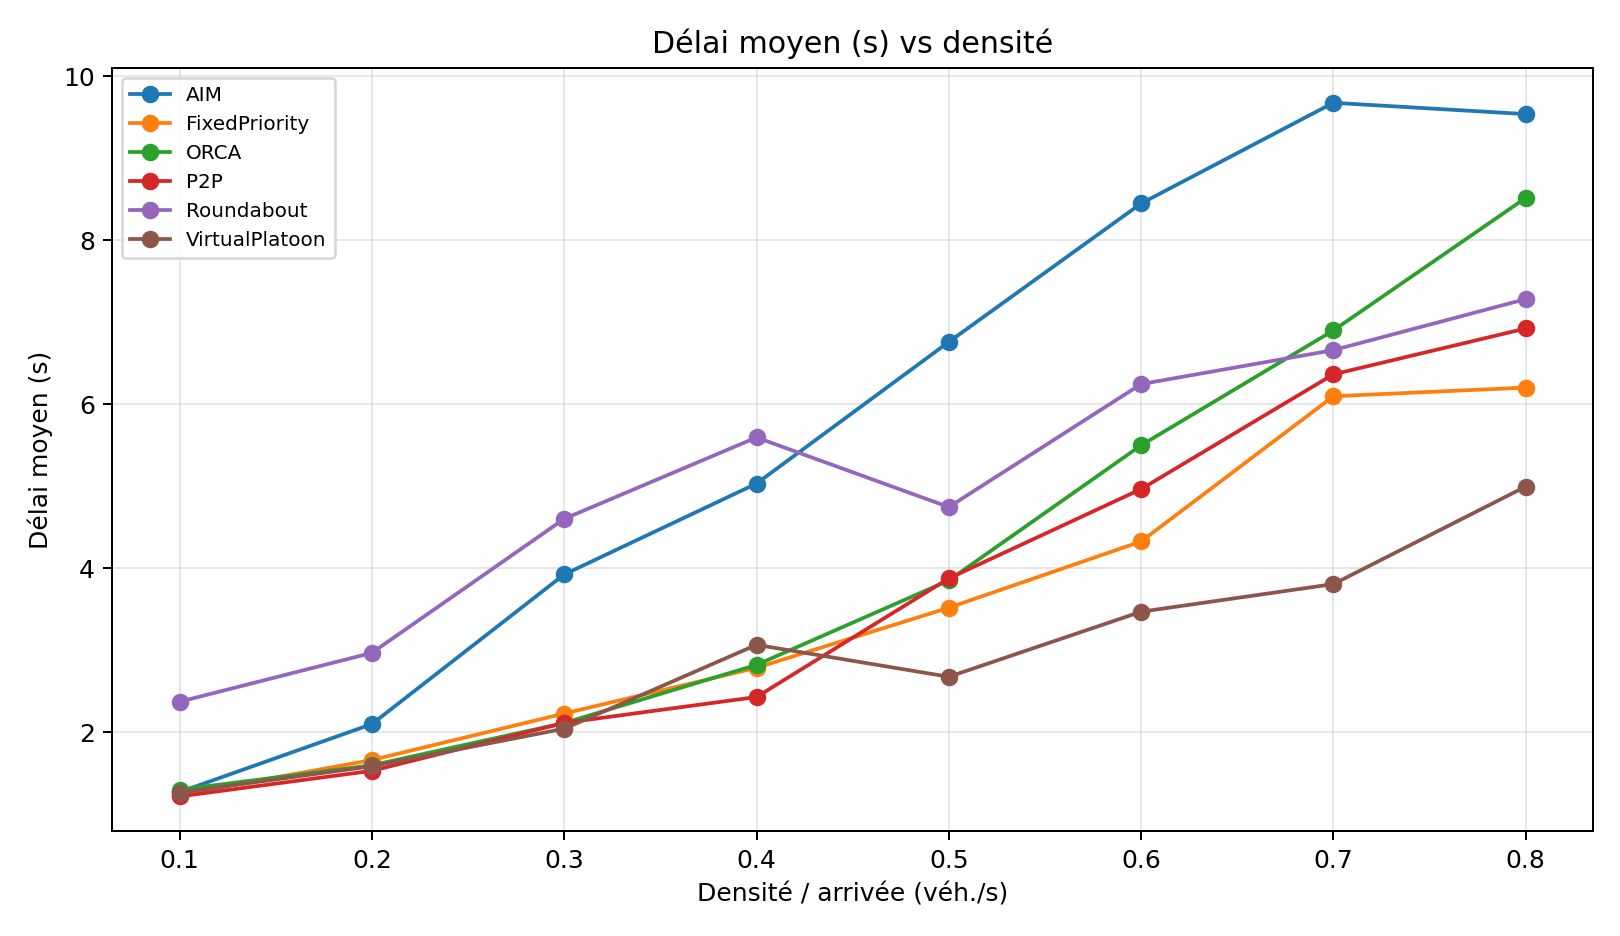 Délai moyen (s) vs densité
10
8
6
4
2
Délai moyen (s)
AIM
FixedPriority
ORCA
P2P
Roundabout
VirtualPlatoon
0.1 0.2 0.3 0.4 0.5 0.6 0.7 0.8
Densité / arrivée (véh./s)